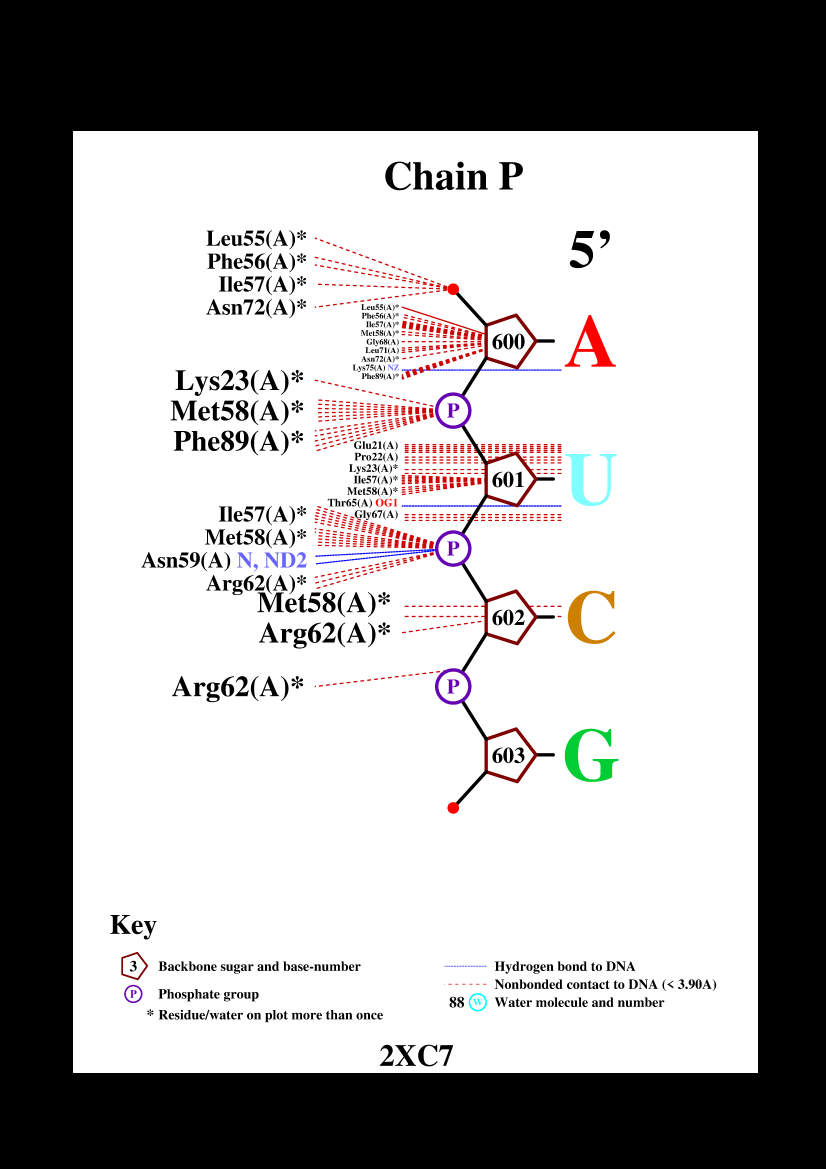 Chain P
5’
Leu55(A)*
Phe56(A)*
Ile57(A)*
Asn72(A)*
Leu55(A)*
Phe56(A)*
Ile57(A)*
Met58(A)*
Gly68(A)
Leu71(A)
Asn72(A)*
Lys75(A) NZ
Phe89(A)*
600
A
Lys23(A)*
Met58(A)*
Phe89(A)*
P
Glu21(A)
Pro22(A)
Lys23(A)*
Ile57(A)*
Met58(A)*
Thr65(A) OG1
Gly67(A)
601
U
Ile57(A)*
Met58(A)*
Asn59(A) N, ND2
Arg62(A)*
P
Met58(A)*
Arg62(A)*
602
C
Arg62(A)*
P
603
G
Key
3 Backbone sugar and base-number
P Phosphate group
* Residue/water on plot more than once
Hydrogen bond to DNA
Nonbonded contact to DNA (< 3.90A)
88 W Water molecule and number
2XC7